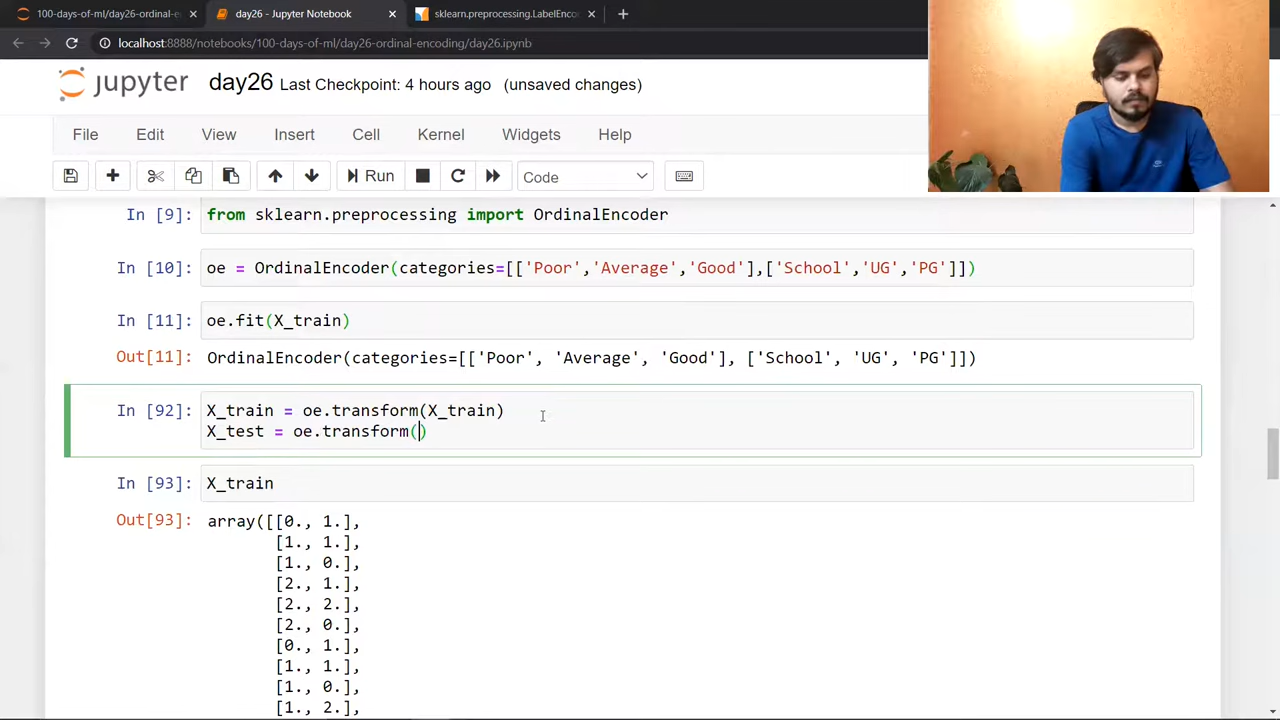 100-days-of-ml/day26-ordinal-e
day26 - Jupyter Notebook
sklearn.preprocessing.LabelEnco
localhost:8888/notebooks/100-days-of-ml/day26-ordinal-encoding/day26.ipynb
jupyter day26 Last Checkpoint: 4 hours ago (unsaved changes)
File Edit View Insert Cell Kernel Widgets Help
Run Code
In [9]: from sklearn.preprocessing import OrdinalEncoder
In [10]: oe = OrdinalEncoder(categories=[['Poor','Average','Good'],['School','UG','PG']])
In [11]: oe.fit(X_train)
Out[11]: OrdinalEncoder(categories=[['Poor', 'Average', 'Good'], ['School', 'UG', 'PG']])
In [92]: X_train = oe.transform(X_train)
X_test = oe.transform()
In [93]: X_train
Out[93]: array([[0., 1.],
[1., 1.],
[1., 0.],
[2., 1.],
[2., 2.],
[2., 0.],
[0., 1.],
[1., 1.],
[1., 0.],
[1., 2.],